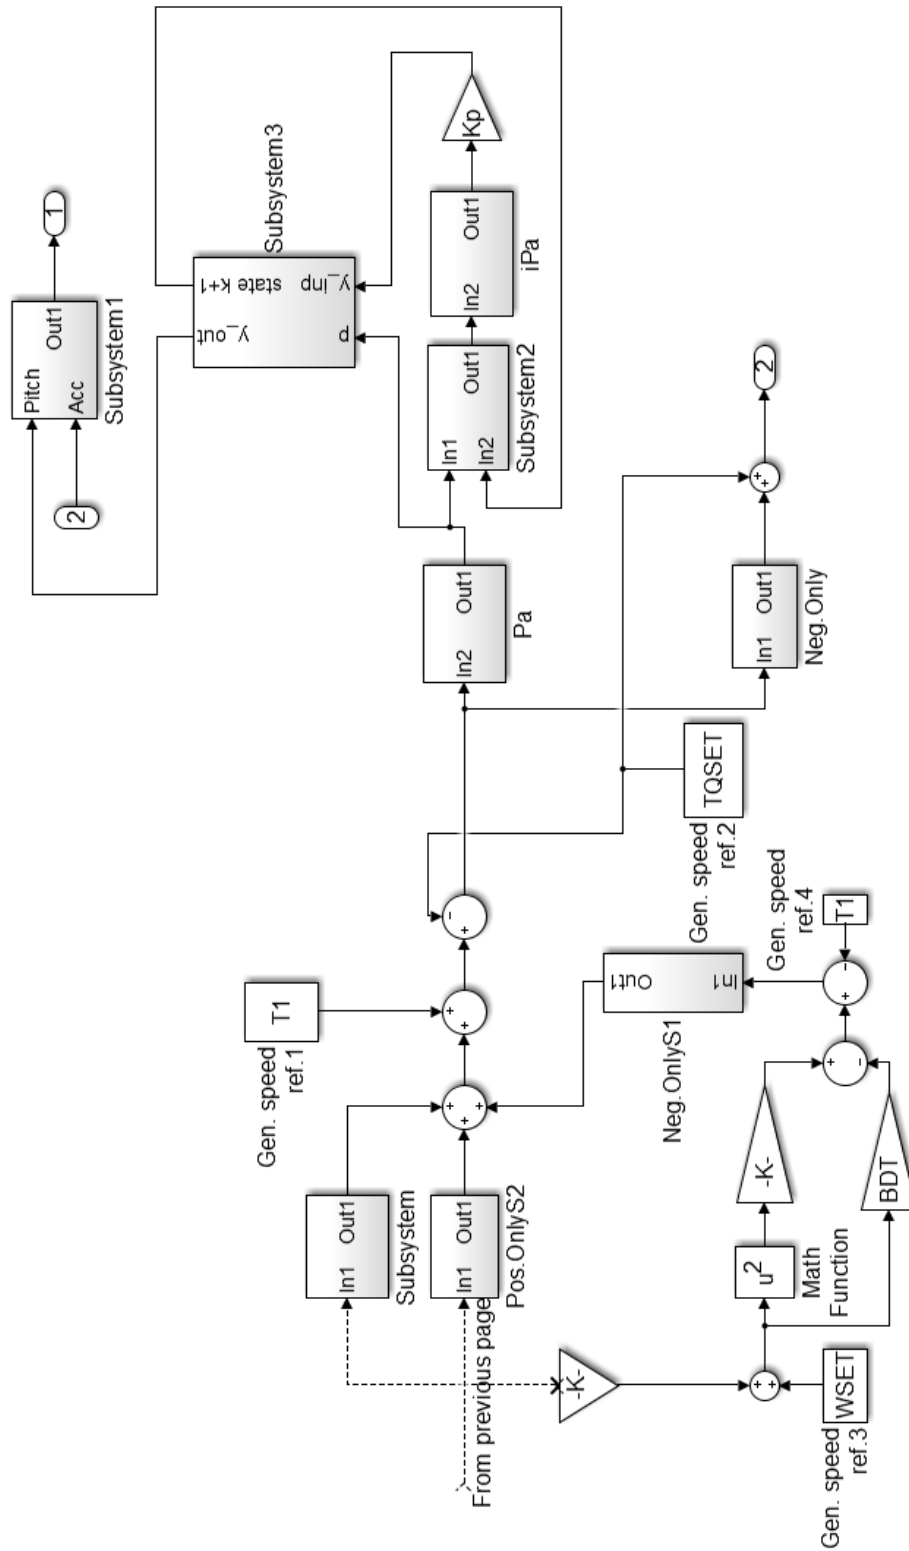 1
Pitch
Acc
Out1
Subsystem1
2
y_out
state k+1
p
y_inp
Subsystem3
Kp
In2
Out1
iPa
In1
In2
Out1
Subsystem2
In2
Out1
Pa
2
+
+
In1
Out1
Neg.Only
TQSET
Gen. speed
ref.2
-
+
T1
Gen. speed
ref.1
+
+
+
+
+
In1
Out1
Subsystem
In1
Out1
Pos.OnlyS2
From previous page
Out1
In1
Neg.OnlyS1
T1
Gen. speed
ref.4
-
+
+
-
-K-
BDT
u2
Math
Function
-K-
+
+
WSET
Gen. speed
ref.3